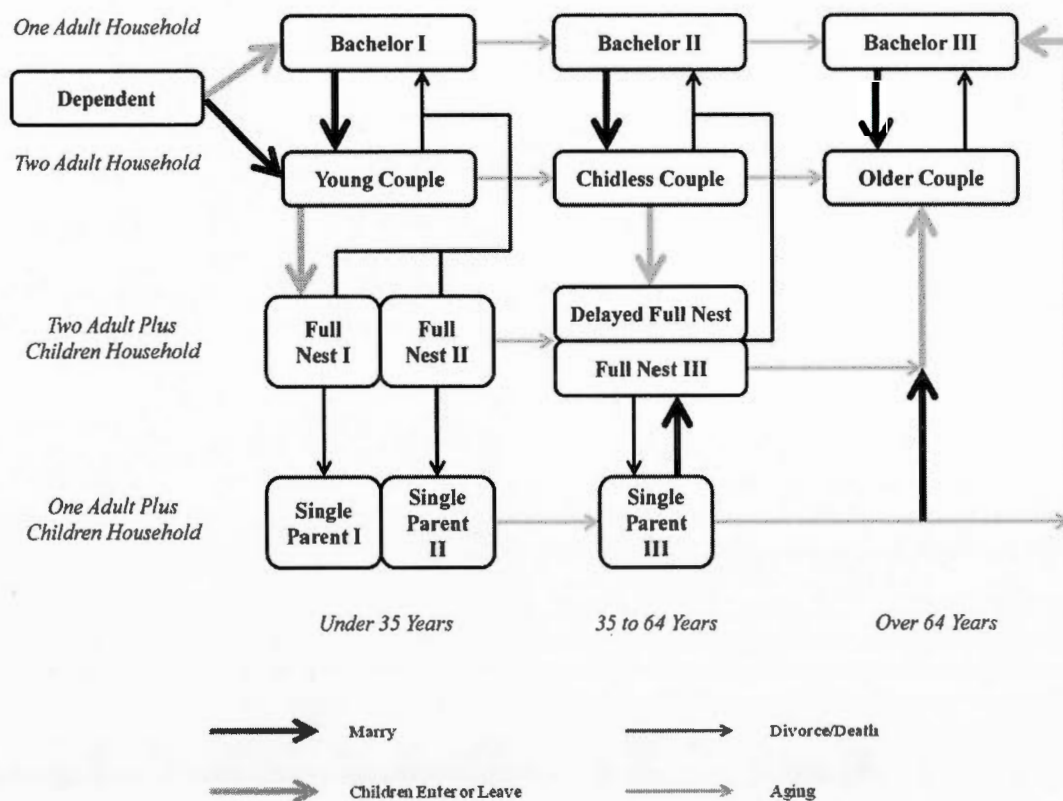 One Adult Household
Bachelor I
Bachelor II
Bachelor III
Dependent
Two Adult Household
Young Couple
Chidless Couple
Older Couple
Two Adult Plus
Children Household
Full
Nest I
Full
Nest II
Delayed Full Nest
Full Nest III
One Adult Plus
Children Household
Single
Parent I
Single
Parent
II
Single
Parent
III
Under 35 Years
35 to 64 Years
Over 64 Years
Marry
Divorce/Death
Children Enter or Leave
Aging